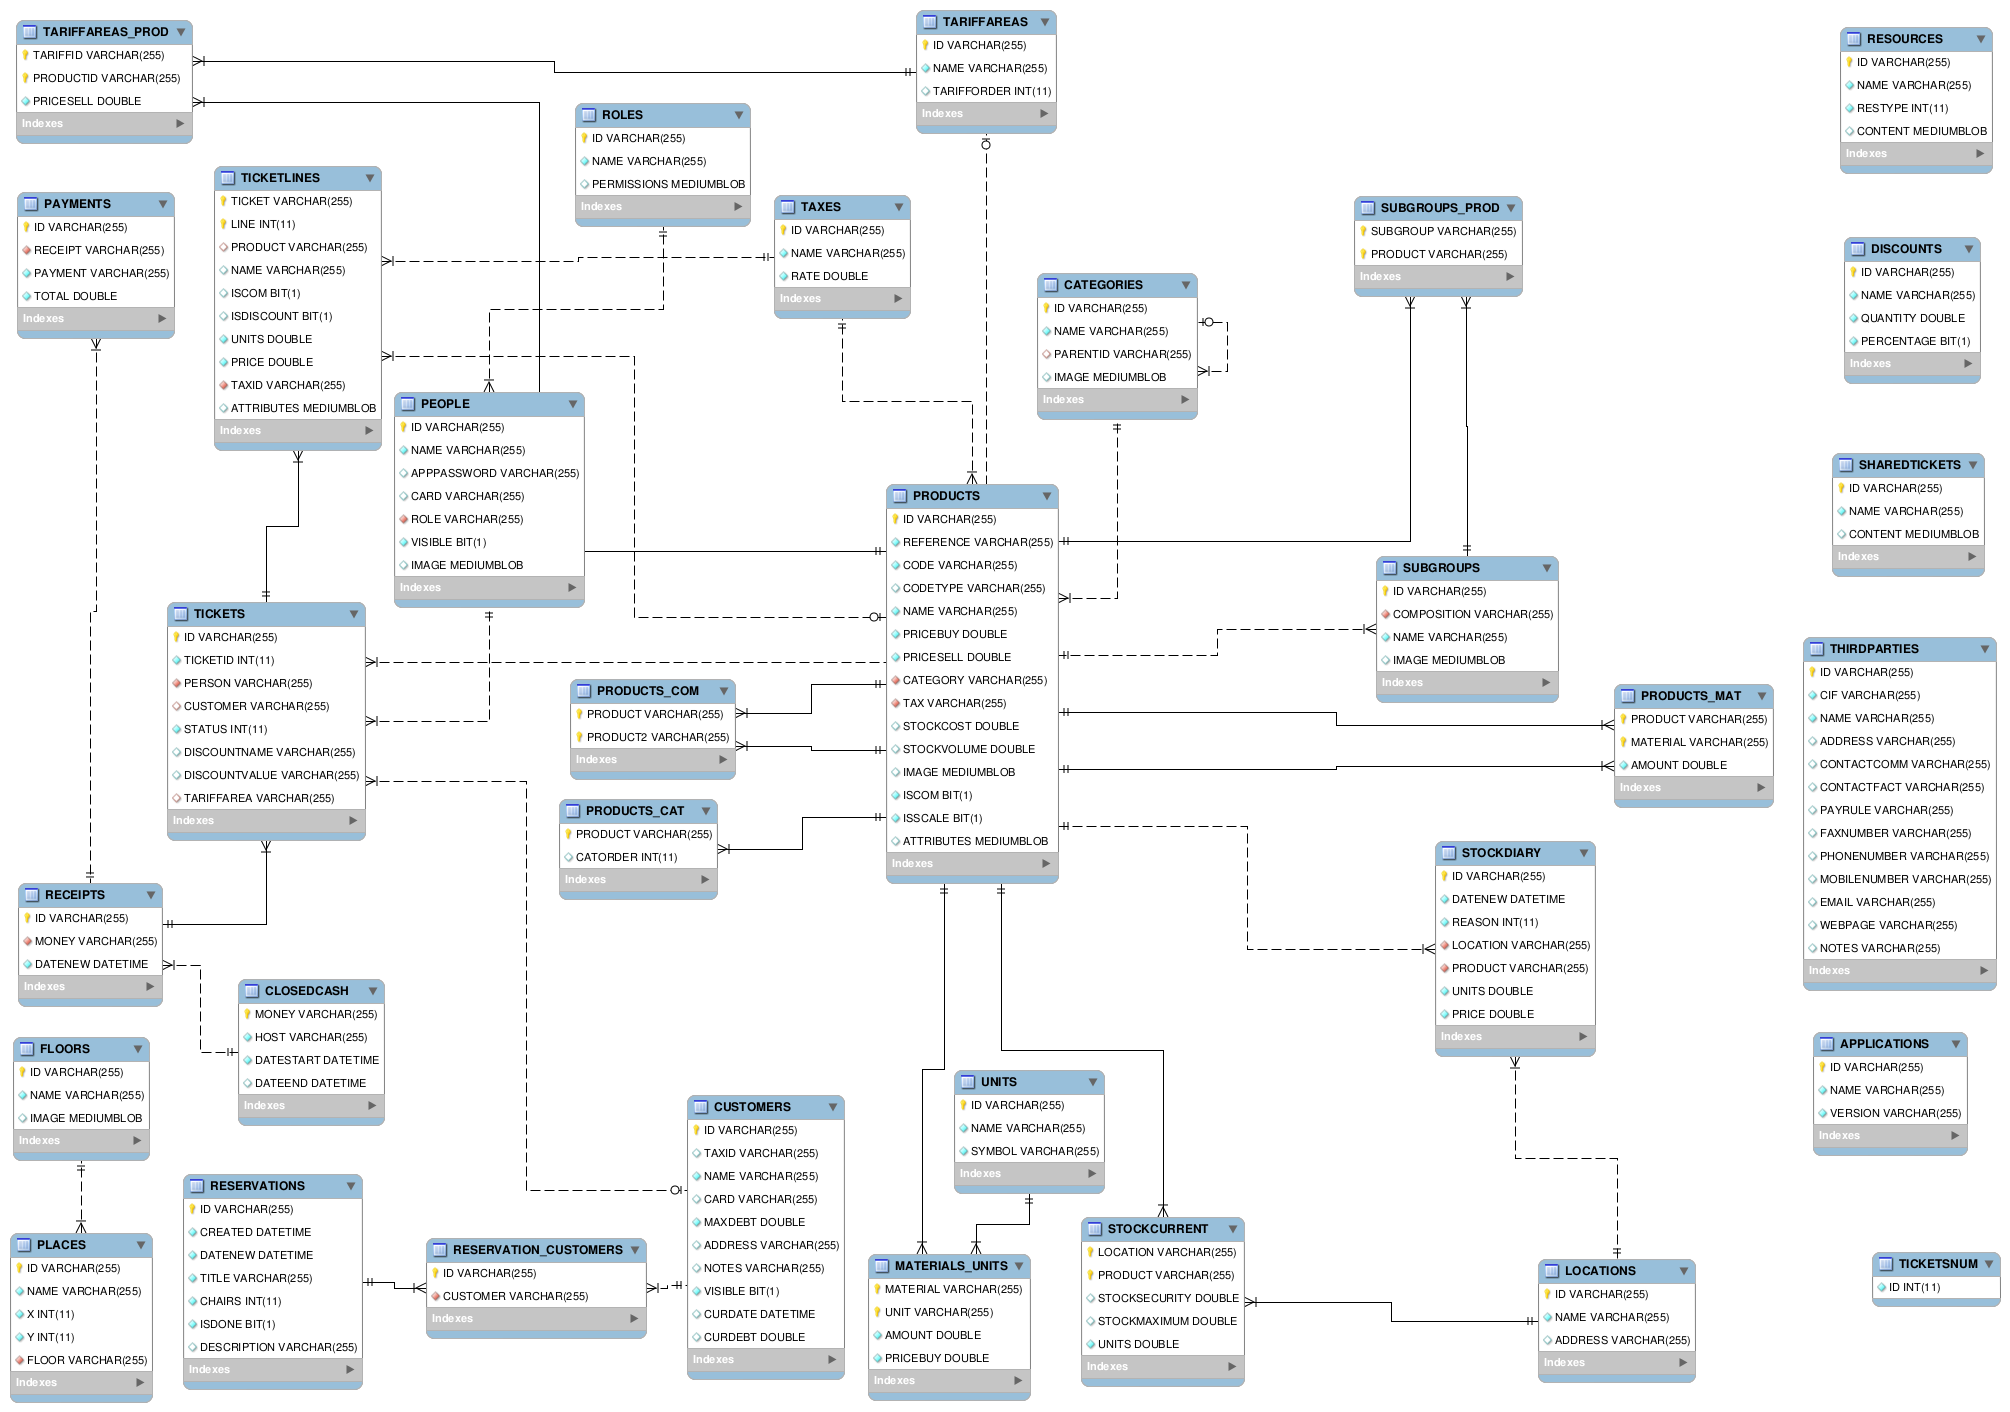 TARIFFAREAS_PROD
TARIFFID VARCHAR(255)
PRODUCTID VARCHAR(255)
PRICESELL DOUBLE
Indexes
TARIFFAREAS
ID VARCHAR(255)
NAME VARCHAR(255)
TARIFFORDER INT(11)
Indexes
RESOURCES
ID VARCHAR(255)
NAME VARCHAR(255)
RESTYPE INT(11)
CONTENT MEDIUMBLOB
Indexes
ROLES
ID VARCHAR(255)
NAME VARCHAR(255)
PERMISSIONS MEDIUMBLOB
Indexes
TICKETLINES
TICKET VARCHAR(255)
LINE INT(11)
PRODUCT VARCHAR(255)
NAME VARCHAR(255)
ISCOM BIT(1)
ISDISCOUNT BIT(1)
UNITS DOUBLE
PRICE DOUBLE
TAXID VARCHAR(255)
ATTRIBUTES MEDIUMBLOB
Indexes
PAYMENTS
ID VARCHAR(255)
RECEIPT VARCHAR(255)
PAYMENT VARCHAR(255)
TOTAL DOUBLE
Indexes
TAXES
ID VARCHAR(255)
NAME VARCHAR(255)
RATE DOUBLE
Indexes
SUBGROUPS_PROD
SUBGROUP VARCHAR(255)
PRODUCT VARCHAR(255)
Indexes
DISCOUNTS
ID VARCHAR(255)
NAME VARCHAR(255)
QUANTITY DOUBLE
PERCENTAGE BIT(1)
Indexes
CATEGORIES
ID VARCHAR(255)
NAME VARCHAR(255)
PARENTID VARCHAR(255)
IMAGE MEDIUMBLOB
Indexes
PEOPLE
ID VARCHAR(255)
NAME VARCHAR(255)
APPPASSWORD VARCHAR(255)
CARD VARCHAR(255)
ROLE VARCHAR(255)
VISIBLE BIT(1)
IMAGE MEDIUMBLOB
Indexes
SHAREDTICKETS
ID VARCHAR(255)
NAME VARCHAR(255)
CONTENT MEDIUMBLOB
Indexes
PRODUCTS
ID VARCHAR(255)
REFERENCE VARCHAR(255)
CODE VARCHAR(255)
CODETYPE VARCHAR(255)
NAME VARCHAR(255)
PRICEBUY DOUBLE
PRICESELL DOUBLE
CATEGORY VARCHAR(255)
TAX VARCHAR(255)
STOCKCOST DOUBLE
STOCKVOLUME DOUBLE
IMAGE MEDIUMBLOB
ISCOM BIT(1)
ISSCALE BIT(1)
ATTRIBUTES MEDIUMBLOB
Indexes
SUBGROUPS
ID VARCHAR(255)
COMPOSITION VARCHAR(255)
NAME VARCHAR(255)
IMAGE MEDIUMBLOB
Indexes
TICKETS
ID VARCHAR(255)
TICKETID INT(11)
PERSON VARCHAR(255)
CUSTOMER VARCHAR(255)
STATUS INT(11)
DISCOUNTNAME VARCHAR(255)
DISCOUNTVALUE VARCHAR(255)
TARIFFAREA VARCHAR(255)
Indexes
THIRDPARTIES
ID VARCHAR(255)
CIF VARCHAR(255)
NAME VARCHAR(255)
ADDRESS VARCHAR(255)
CONTACTCOMM VARCHAR(255)
CONTACTFACT VARCHAR(255)
PAYRULE VARCHAR(255)
FAXNUMBER VARCHAR(255)
PHONENUMBER VARCHAR(255)
MOBILENUMBER VARCHAR(255)
EMAIL VARCHAR(255)
WEBPAGE VARCHAR(255)
NOTES VARCHAR(255)
Indexes
PRODUCTS_COM
PRODUCT VARCHAR(255)
PRODUCT2 VARCHAR(255)
Indexes
PRODUCTS_MAT
PRODUCT VARCHAR(255)
MATERIAL VARCHAR(255)
AMOUNT DOUBLE
Indexes
PRODUCTS_CAT
PRODUCT VARCHAR(255)
CATORDER INT(11)
Indexes
STOCKDIARY
ID VARCHAR(255)
DATENEW DATETIME
REASON INT(11)
LOCATION VARCHAR(255)
PRODUCT VARCHAR(255)
UNITS DOUBLE
PRICE DOUBLE
Indexes
RECEIPTS
ID VARCHAR(255)
MONEY VARCHAR(255)
DATENEW DATETIME
Indexes
CLOSEDCASH
MONEY VARCHAR(255)
HOST VARCHAR(255)
DATESTART DATETIME
DATEEND DATETIME
Indexes
FLOORS
ID VARCHAR(255)
NAME VARCHAR(255)
IMAGE MEDIUMBLOB
Indexes
APPLICATIONS
ID VARCHAR(255)
NAME VARCHAR(255)
VERSION VARCHAR(255)
Indexes
UNITS
ID VARCHAR(255)
NAME VARCHAR(255)
SYMBOL VARCHAR(255)
Indexes
CUSTOMERS
ID VARCHAR(255)
TAXID VARCHAR(255)
NAME VARCHAR(255)
CARD VARCHAR(255)
MAXDEBT DOUBLE
ADDRESS VARCHAR(255)
NOTES VARCHAR(255)
VISIBLE BIT(1)
CURDATE DATETIME
CURDEBT DOUBLE
Indexes
RESERVATIONS
ID VARCHAR(255)
CREATED DATETIME
DATENEW DATETIME
TITLE VARCHAR(255)
CHAIRS INT(11)
ISDONE BIT(1)
DESCRIPTION VARCHAR(255)
Indexes
STOCKCURRENT
LOCATION VARCHAR(255)
PRODUCT VARCHAR(255)
STOCKSECURITY DOUBLE
STOCKMAXIMUM DOUBLE
UNITS DOUBLE
Indexes
PLACES
ID VARCHAR(255)
NAME VARCHAR(255)
X INT(11)
Y INT(11)
FLOOR VARCHAR(255)
Indexes
RESERVATION_CUSTOMERS
ID VARCHAR(255)
CUSTOMER VARCHAR(255)
Indexes
MATERIALS_UNITS
MATERIAL VARCHAR(255)
UNIT VARCHAR(255)
AMOUNT DOUBLE
PRICEBUY DOUBLE
Indexes
LOCATIONS
ID VARCHAR(255)
NAME VARCHAR(255)
ADDRESS VARCHAR(255)
Indexes
TICKETSNUM
ID INT(11)